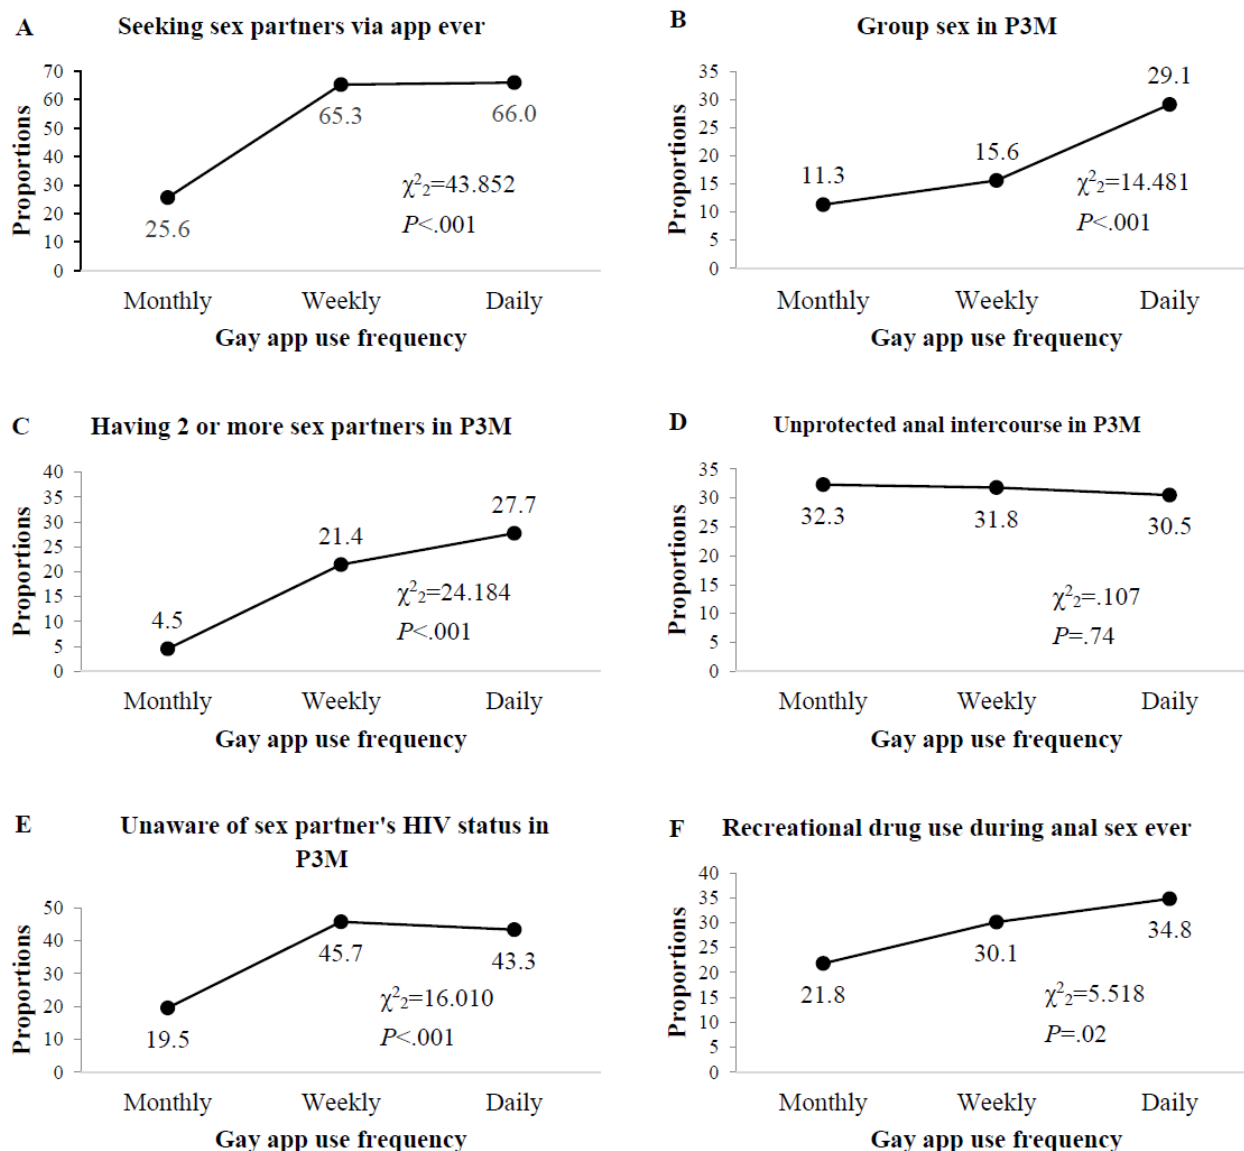 A Seeking sex partners via app ever
Proportions
70
60
50
40
30
20
10
0
25.6
65.3
66.0
χ²₂=43.852
P<.001
Monthly Weekly Daily
Gay app use frequency
B Group sex in P3M
Proportions
35
30
25
20
15
10
5
0
11.3
15.6
29.1
χ²₂=14.481
P<.001
Monthly Weekly Daily
Gay app use frequency
C Having 2 or more sex partners in P3M
Proportions
40
35
30
25
20
15
10
5
0
4.5
21.4
27.7
χ²₂=24.184
P<.001
Monthly Weekly Daily
Gay app use frequency
D Unprotected anal intercourse in P3M
Proportions
35
30
25
20
15
10
5
0
32.3
31.8
30.5
χ²₂=.107
P=.74
Monthly Weekly Daily
Gay app use frequency
E Unaware of sex partner's HIV status in
P3M
Proportions
50
40
30
20
10
0
19.5
45.7
43.3
χ²₂=16.010
P<.001
Monthly Weekly Daily
Gay app use frequency
F Recreational drug use during anal sex ever
Proportions
40
35
30
25
20
15
10
5
0
21.8
30.1
34.8
χ²₂=5.518
P=.02
Monthly Weekly Daily
Gay app use frequency